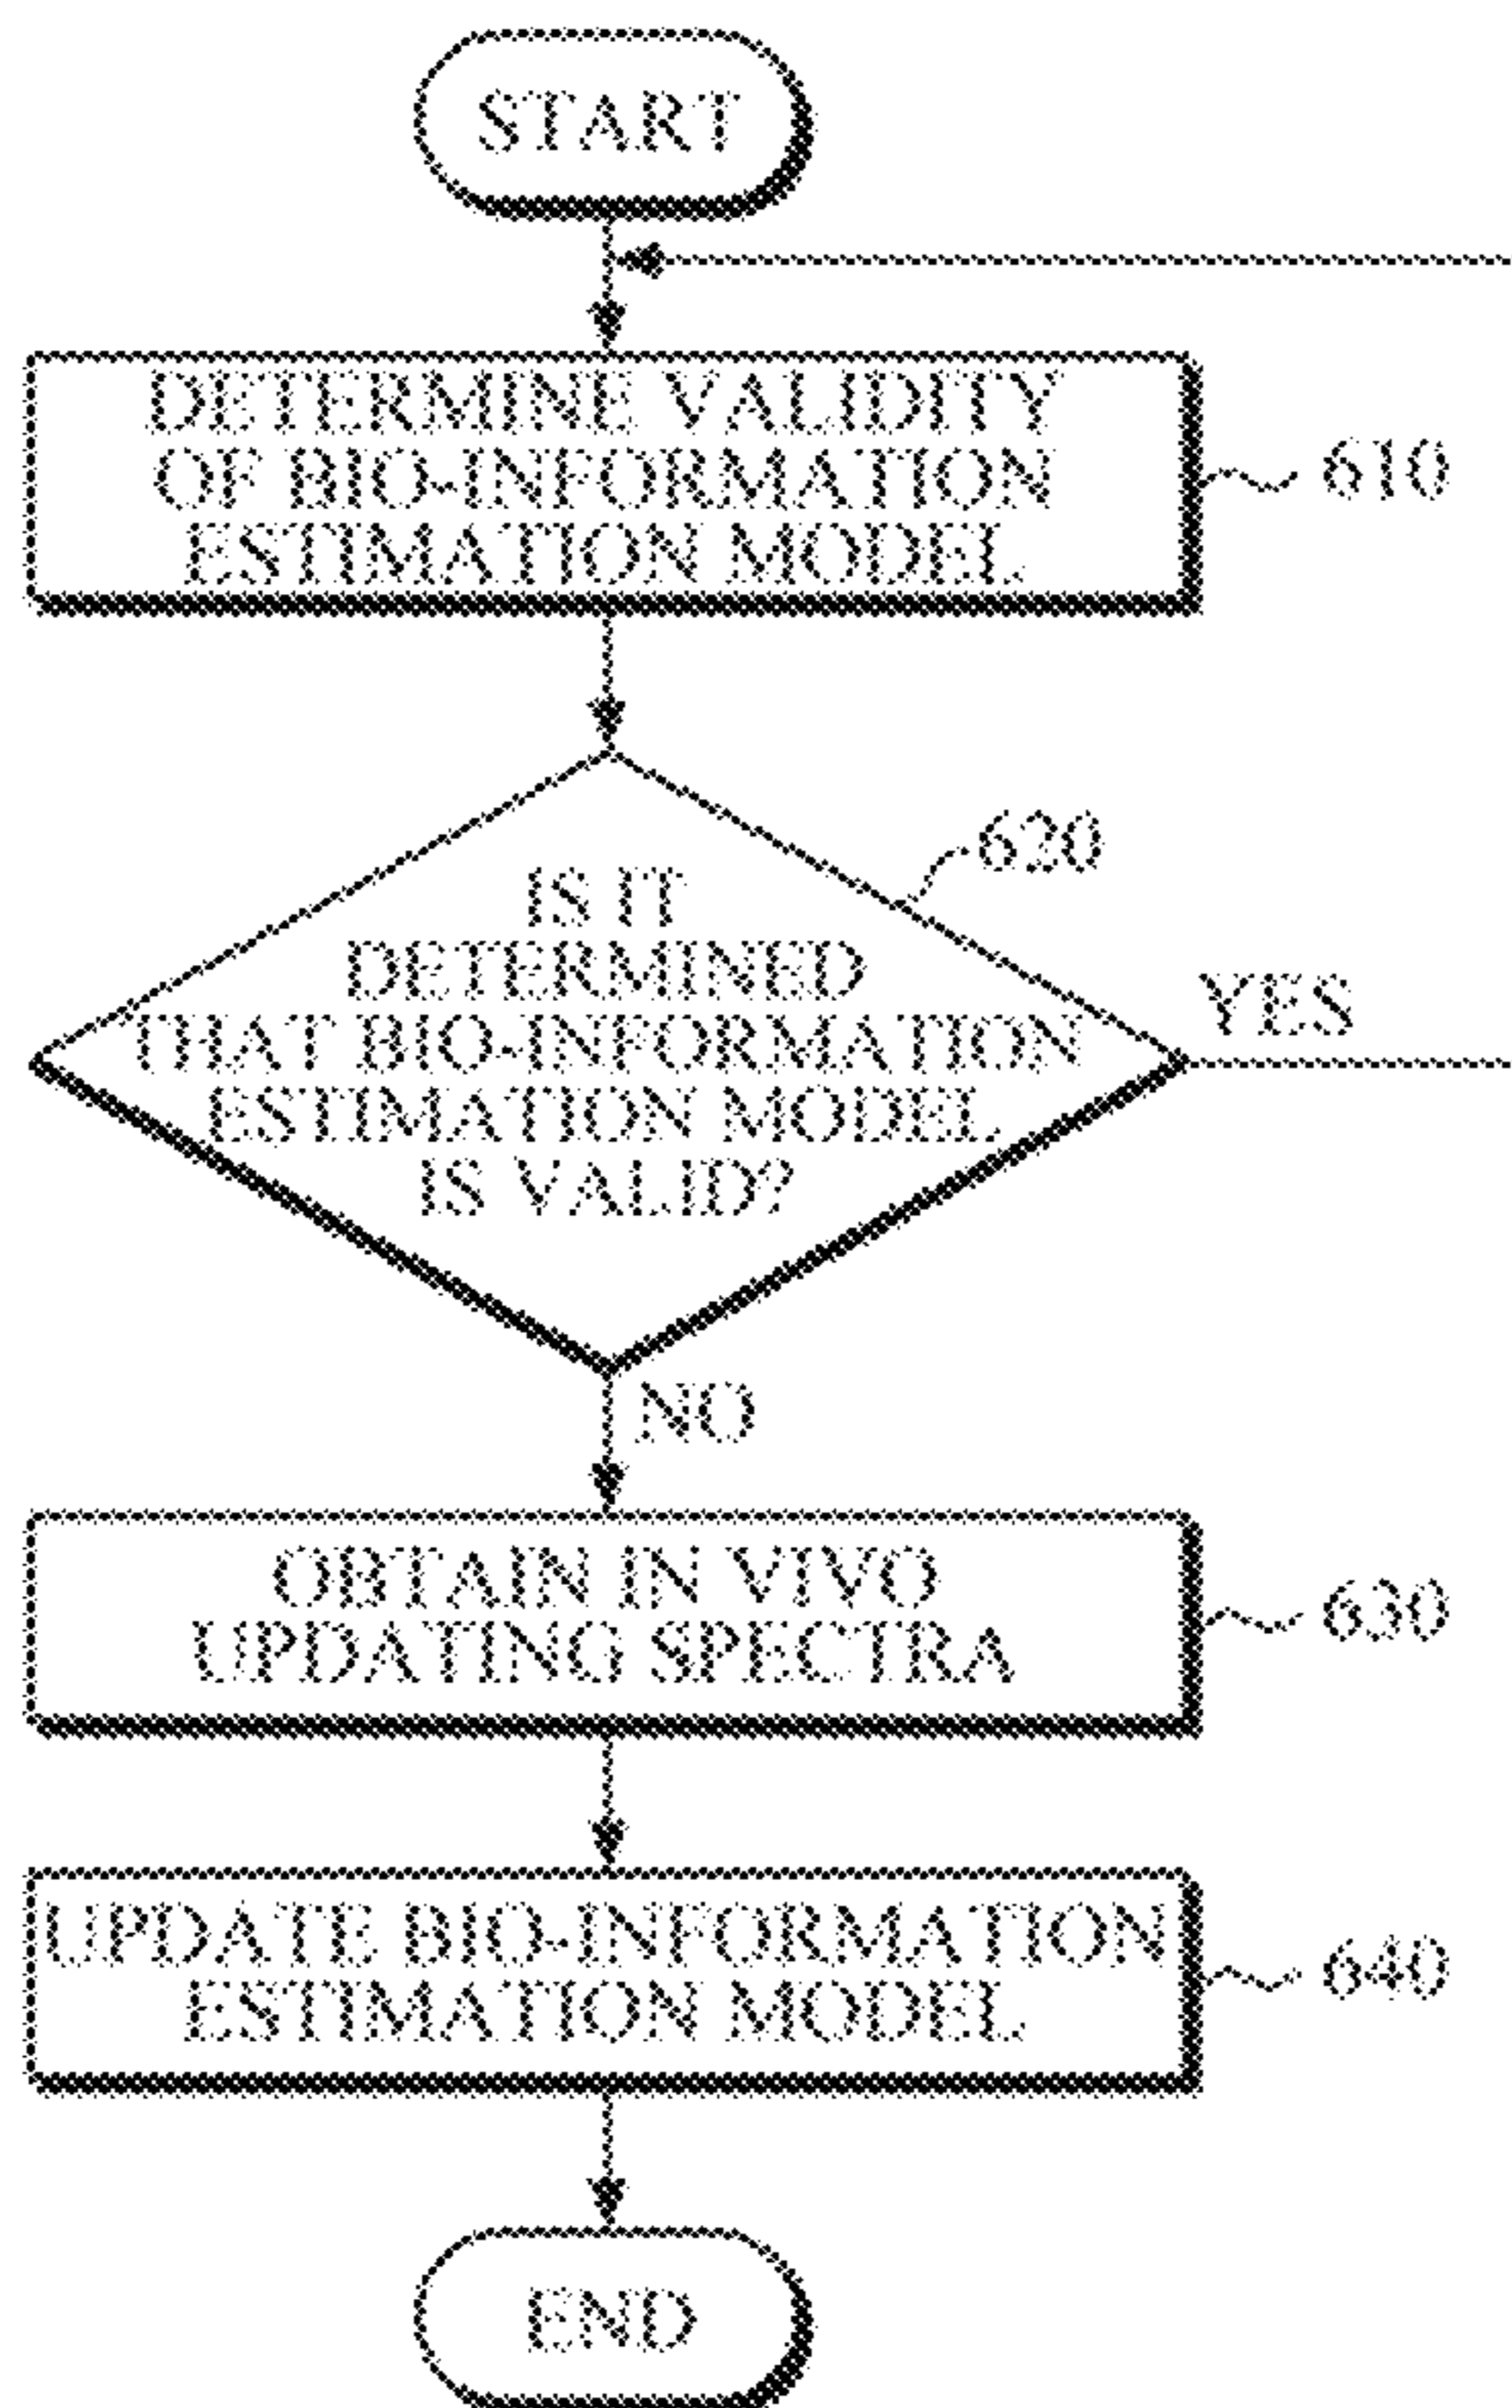 START
DETERMINE VALIDITY
OF BIO-INFORMATION
ESTIMATION MODEL
610
620
IS IT
DETERMINED
THAT BIO-INFORMATION
ESTIMATION MODEL
IS VALID?
YES
NO
OBTAIN IN VIVO
UPDATING SPECTRA
630
UPDATE BIO-INFORMATION
ESTIMATION MODEL
640
END